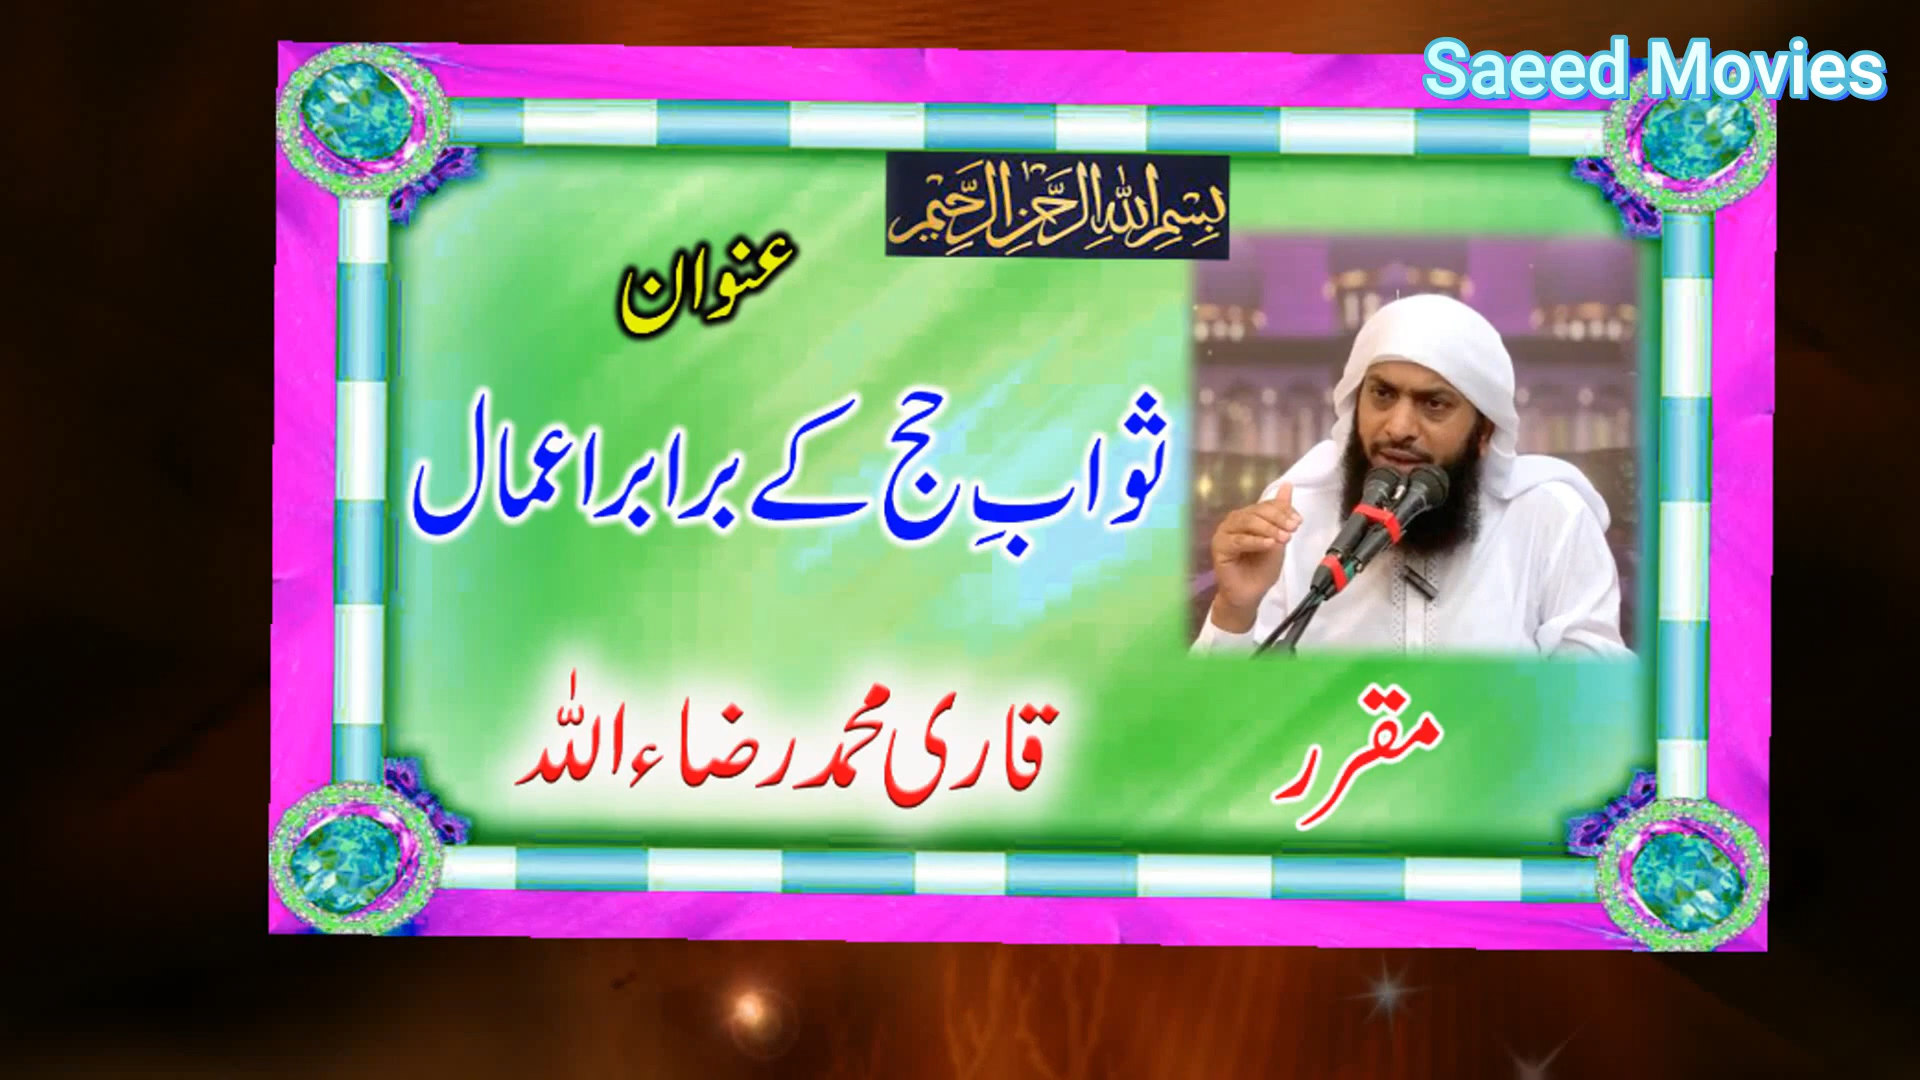 Saeed Movies
بسم اللہ الرحمن الرحیم
عنوان
ثوابِ حج کے برابر اعمال
مقرر
قاری محمد رضاء اللہ